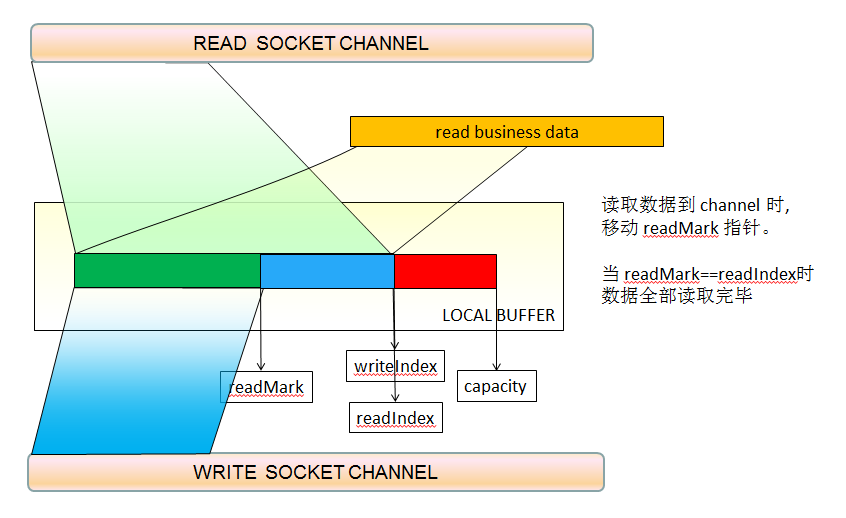 READ SOCKET CHANNEL
read business data
读取数据到 channel 时,
移动 readMark 指针。
当 readMark==readIndex时
数据全部读取完毕
LOCAL BUFFER
writeIndex
readMark
capacity
readIndex
WRITE SOCKET CHANNEL